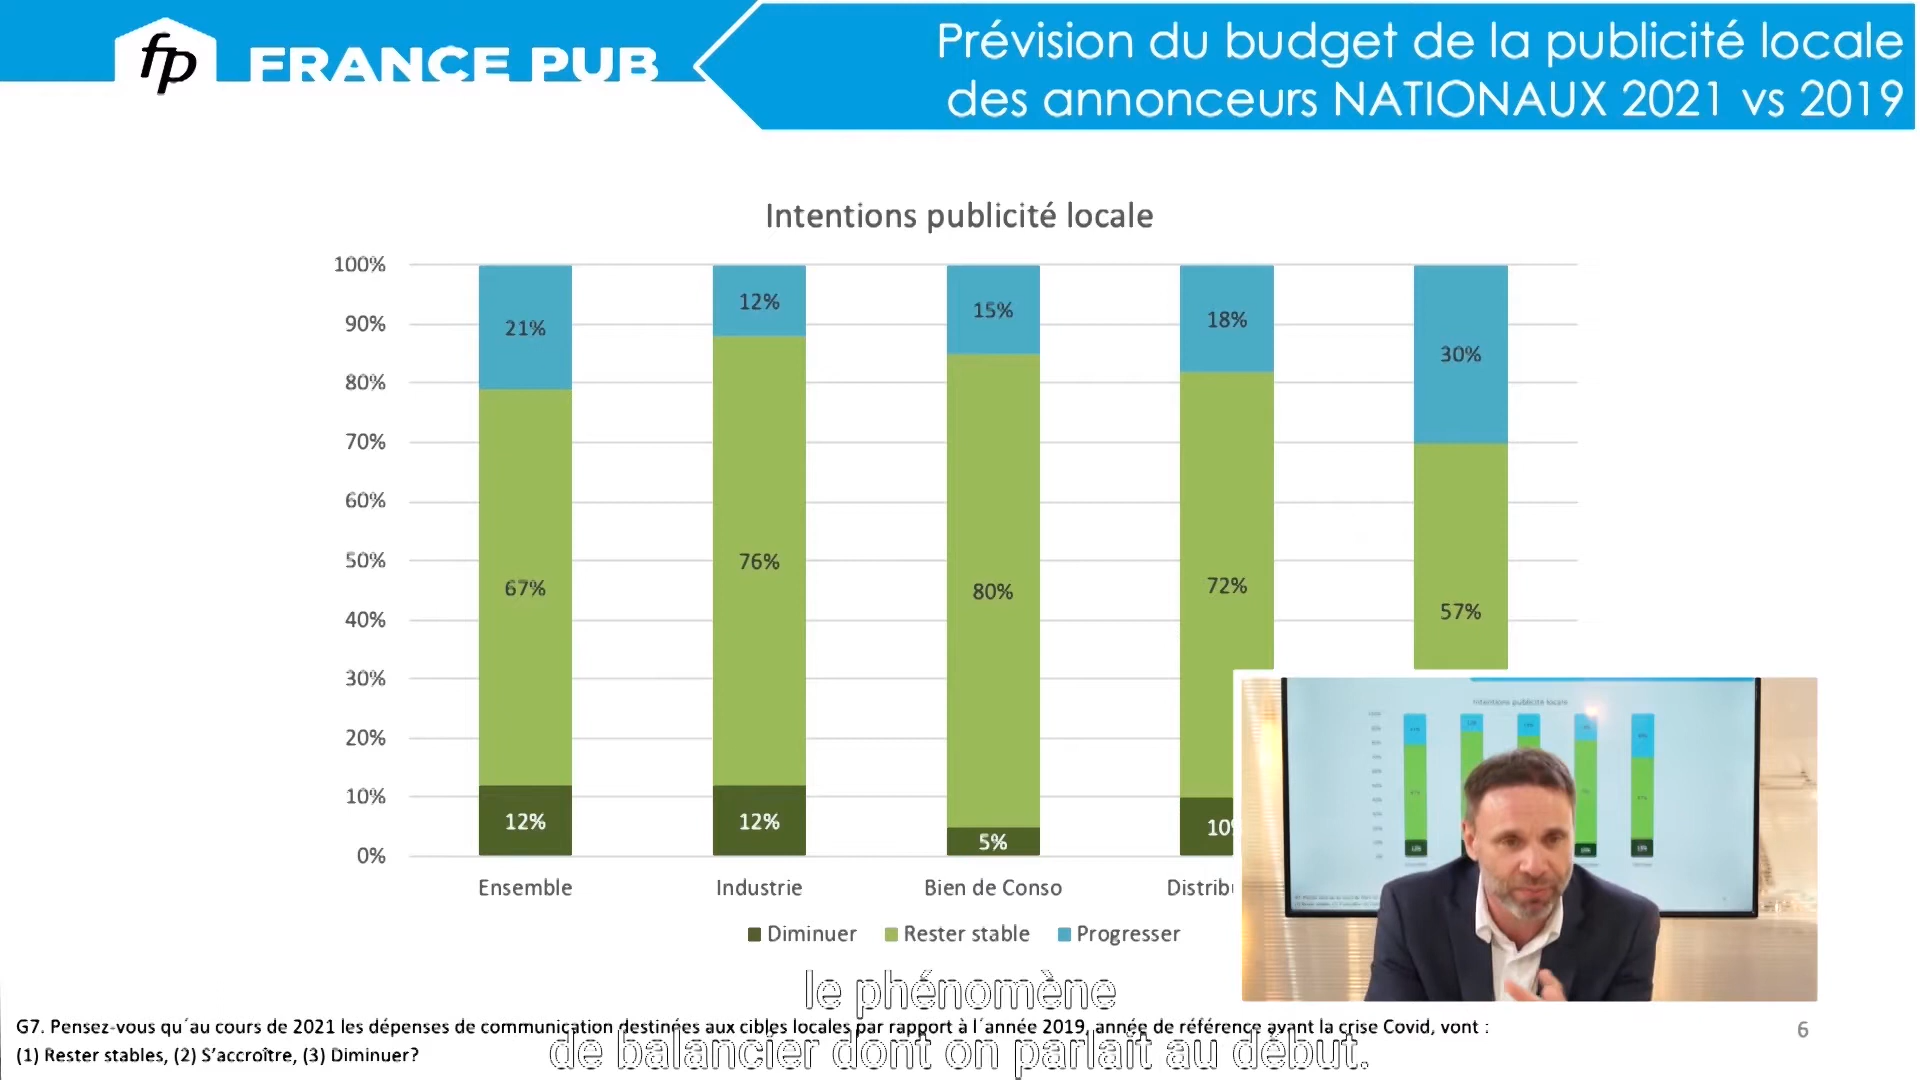 fp FRANCE PUB
Prévision du budget de la publicité locale
des annonceurs NATIONAUX 2021 vs 2019
Intentions publicité locale
100%
90%
80%
70%
60%
50%
40%
30%
20%
10%
0%
21% 12% 15% 18% 30%
67% 76% 80% 72% 57%
12% 12% 5%
Ensemble Industrie Bien de Conso
Diminuer Rester stable Progresser
Intentions publicité locale
le phénomène
de balancier dont on parlait au début.
G7. Pensez-vous qu´au cours de 2021 les dépenses de communication destinées aux cibles locales par rapport à l´année 2019, année de référence avant la crise Covid, vont :
(1) Rester stables, (2) S’accroître, (3) Diminuer?
6